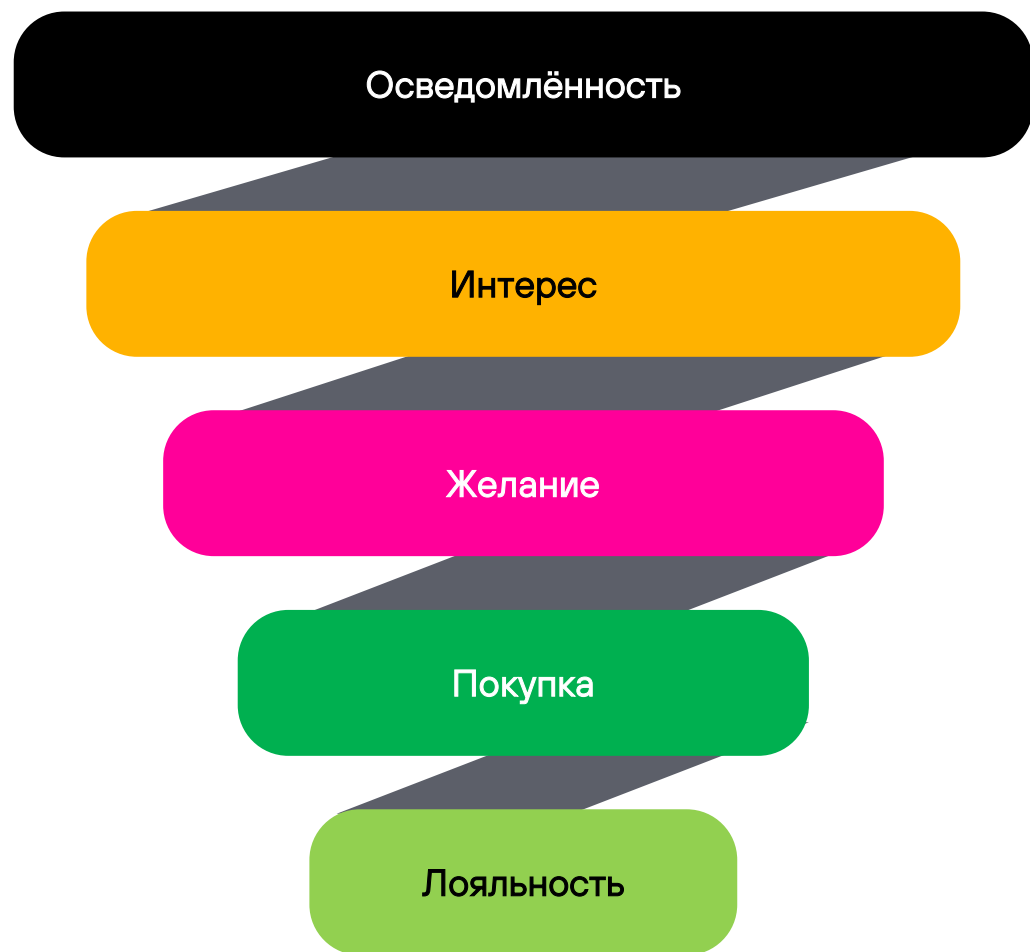 Осведомлённость
Интерес
Желание
Покупка
Лояльность